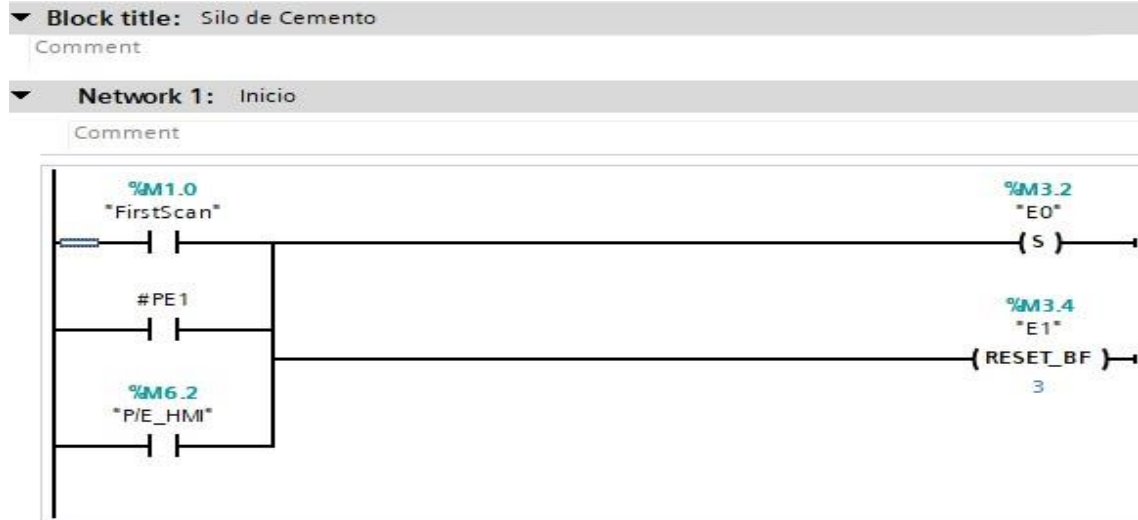 Block title: Silo de Cemento
Comment
Network 1: Inicio
Comment
%M1.0
"FirstScan"
%M3.2
"E0"
S
#PE1
%M3.4
"E1"
RESET_BF
3
%M6.2
"P/E_HMI"